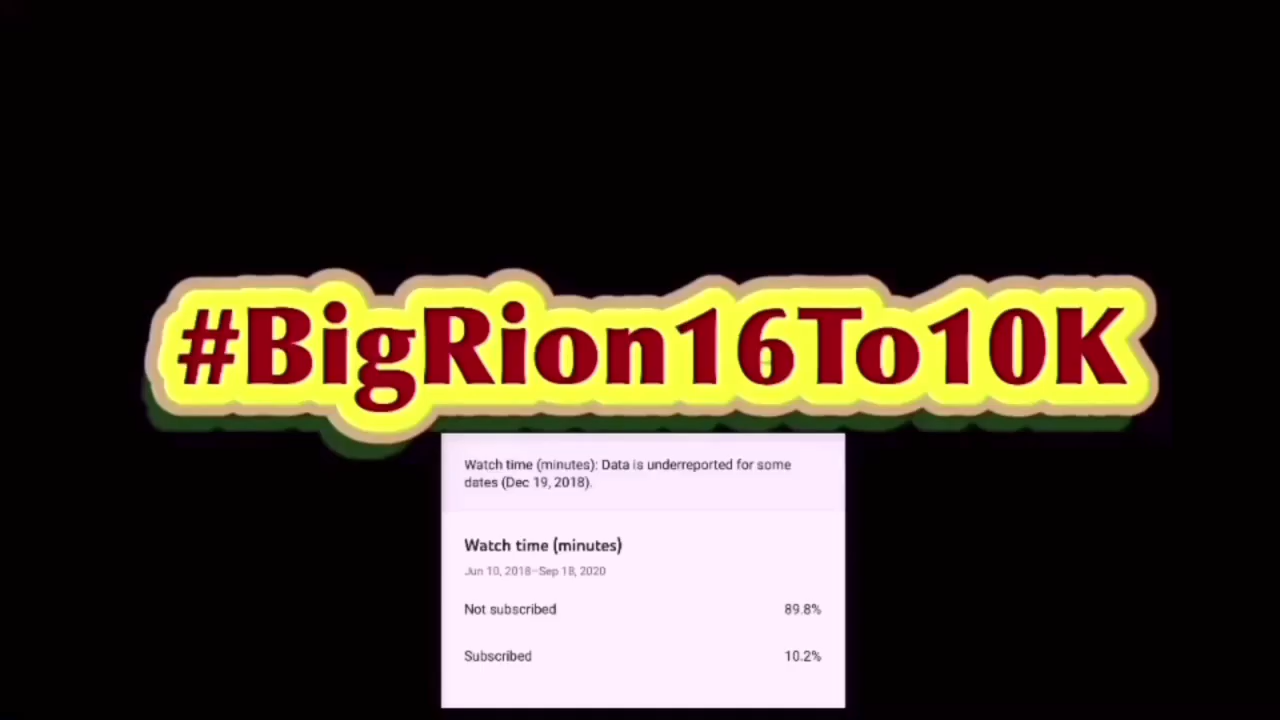 #BigRion16To10K
Watch time (minutes): Data is underreported for some
dates (Dec 19, 2018).
Watch time (minutes)
Jun 10, 2018–Sep 18, 2020
Not subscribed 89.8%
Subscribed 10.2%